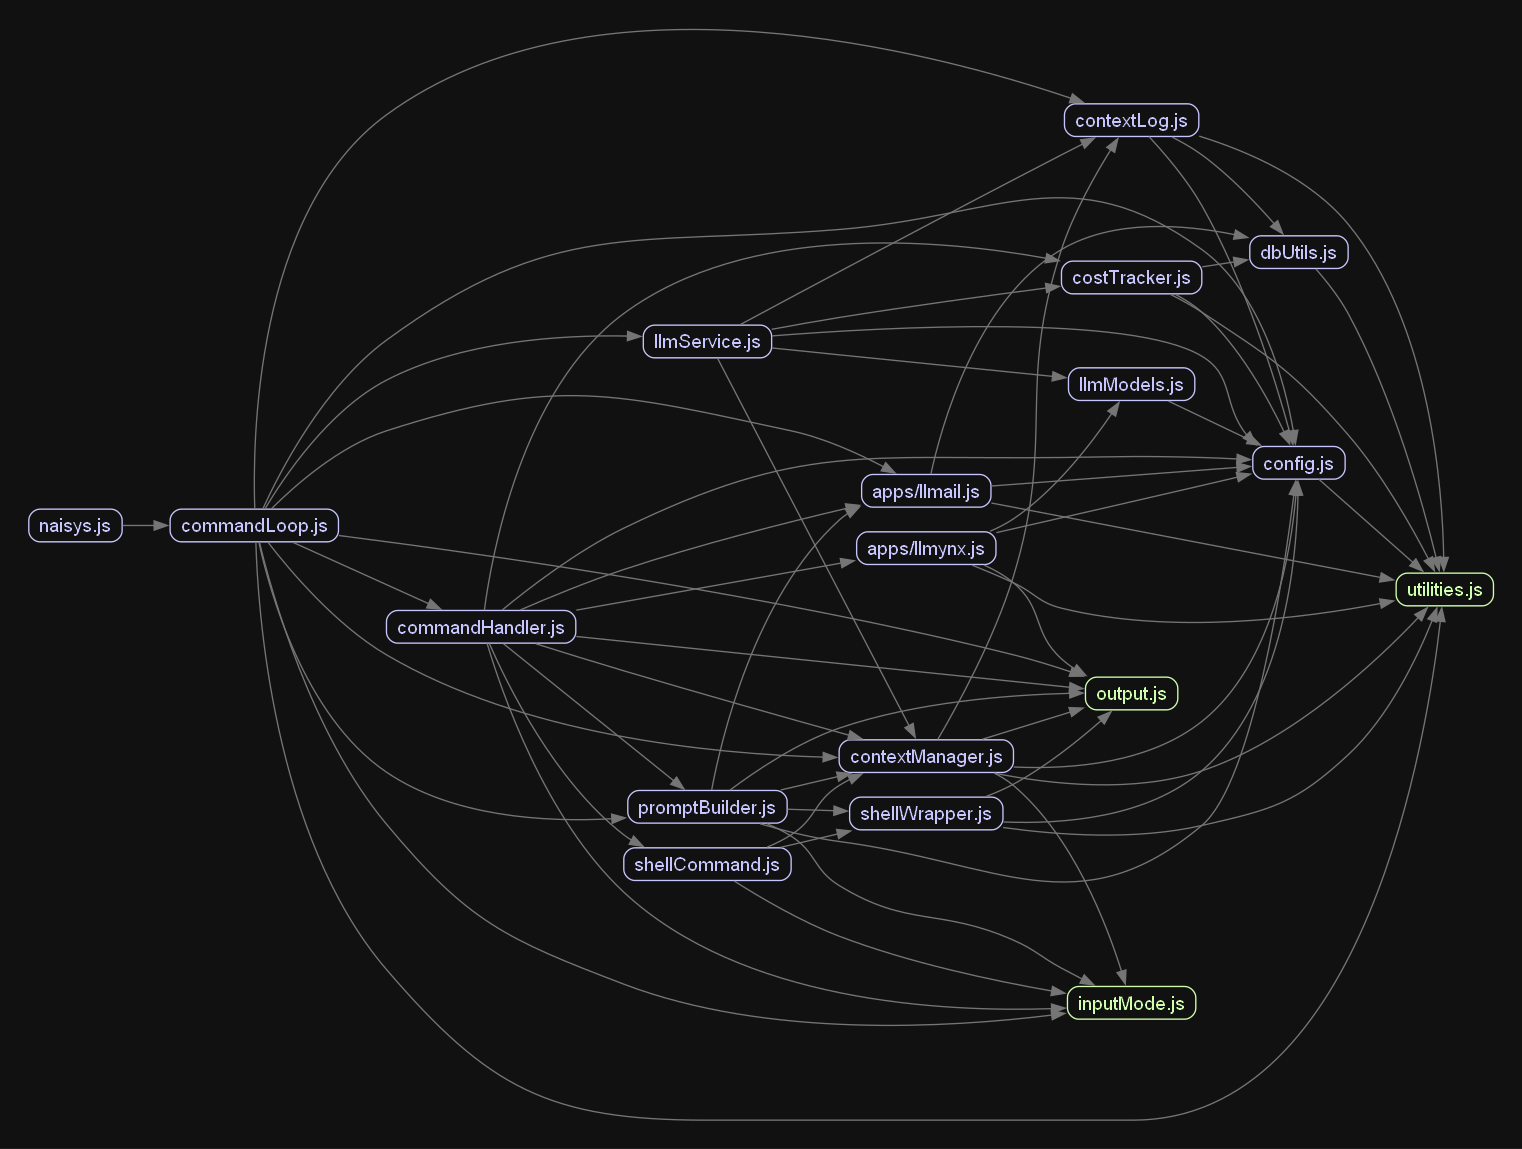 contextLog.js
dbUtils.js
costTracker.js
llmService.js
llmModels.js
config.js
apps/llmail.js
naisys.js
commandLoop.js
apps/llmynx.js
utilities.js
commandHandler.js
output.js
contextManager.js
promptBuilder.js
shellWrapper.js
shellCommand.js
inputMode.js